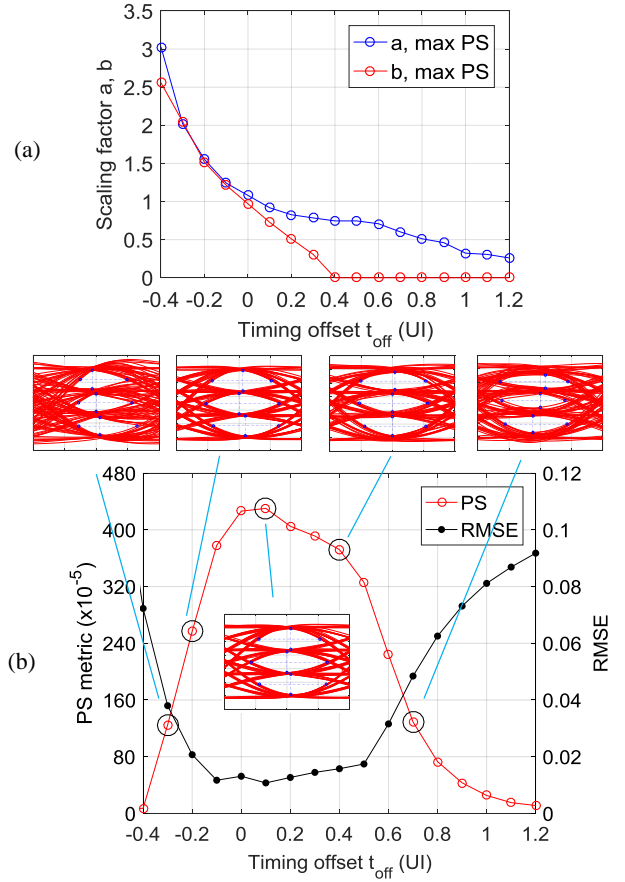 (a)
Scaling factor a, b
3.5
3
2.5
2
1.5
1
0.5
0
a, max PS
b, max PS
-0.4 -0.2 0 0.2 0.4 0.6 0.8 1 1.2
Timing offset t_off (UI)
(b)
PS metric (x10^-5)
480
400
320
240
160
80
0
PS
RMSE
0.12
0.1
0.08
0.06
0.04
0.02
0
RMSE
-0.4 -0.2 0 0.2 0.4 0.6 0.8 1 1.2
Timing offset t_off (UI)